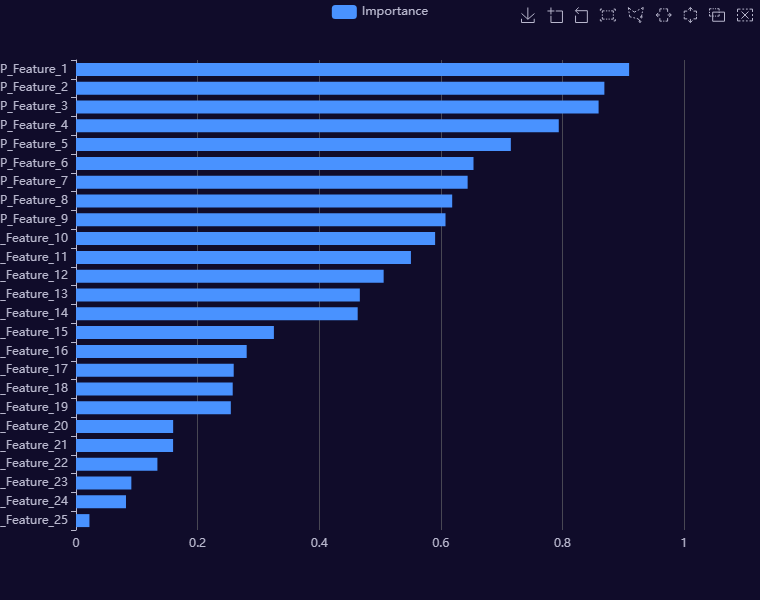 Importance
P_Feature_1
P_Feature_2
P_Feature_3
P_Feature_4
P_Feature_5
P_Feature_6
P_Feature_7
P_Feature_8
P_Feature_9
_Feature_10
_Feature_11
_Feature_12
_Feature_13
_Feature_14
_Feature_15
_Feature_16
_Feature_17
_Feature_18
_Feature_19
_Feature_20
_Feature_21
_Feature_22
_Feature_23
_Feature_24
_Feature_25
0 0.2 0.4 0.6 0.8 1